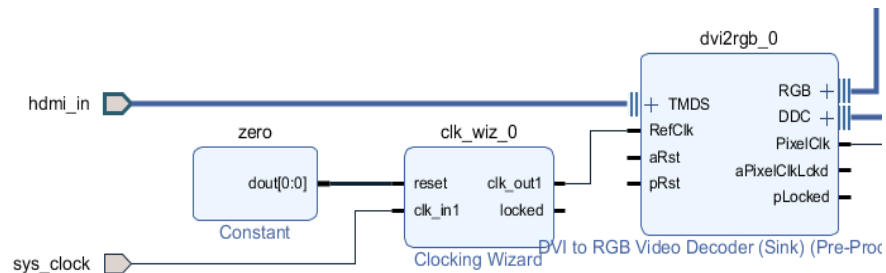 dvi2rgb_0
hdmi_in
TMDS
RGB
DDC
RefClk
PixelClk
aRst
aPixelClkLckd
pRst
pLocked
DVI to RGB Video Decoder (Sink) (Pre-Proc
zero
dout[0:0]
Constant
clk_wiz_0
reset
clk_out1
clk_in1
locked
Clocking Wizard
sys_clock